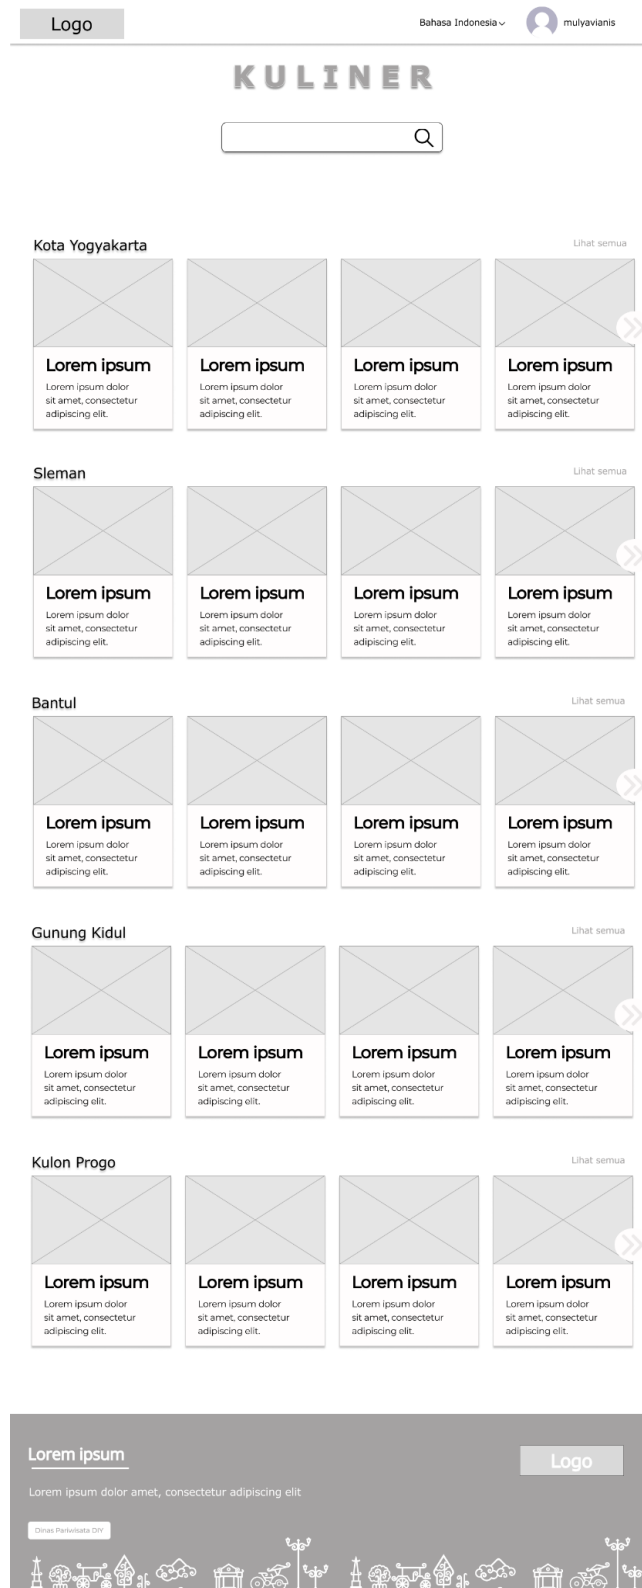 Logo
Bahasa Indonesia
mulyavianis
KULINER
Kota Yogyakarta
Lihat semua
Lorem ipsum
Lorem ipsum dolor
sit amet, consectetur
adipiscing elit.
Lorem ipsum
Lorem ipsum dolor
sit amet, consectetur
adipiscing elit.
Lorem ipsum
Lorem ipsum dolor
sit amet, consectetur
adipiscing elit.
Lorem ipsum
Lorem ipsum dolor
sit amet, consectetur
adipiscing elit.
Sleman
Lihat semua
Lorem ipsum
Lorem ipsum dolor
sit amet, consectetur
adipiscing elit.
Lorem ipsum
Lorem ipsum dolor
sit amet, consectetur
adipiscing elit.
Lorem ipsum
Lorem ipsum dolor
sit amet, consectetur
adipiscing elit.
Lorem ipsum
Lorem ipsum dolor
sit amet, consectetur
adipiscing elit.
Bantul
Lihat semua
Lorem ipsum
Lorem ipsum dolor
sit amet, consectetur
adipiscing elit.
Lorem ipsum
Lorem ipsum dolor
sit amet, consectetur
adipiscing elit.
Lorem ipsum
Lorem ipsum dolor
sit amet, consectetur
adipiscing elit.
Lorem ipsum
Lorem ipsum dolor
sit amet, consectetur
adipiscing elit.
Gunung Kidul
Lihat semua
Lorem ipsum
Lorem ipsum dolor
sit amet, consectetur
adipiscing elit.
Lorem ipsum
Lorem ipsum dolor
sit amet, consectetur
adipiscing elit.
Lorem ipsum
Lorem ipsum dolor
sit amet, consectetur
adipiscing elit.
Lorem ipsum
Lorem ipsum dolor
sit amet, consectetur
adipiscing elit.
Kulon Progo
Lihat semua
Lorem ipsum
Lorem ipsum dolor
sit amet, consectetur
adipiscing elit.
Lorem ipsum
Lorem ipsum dolor
sit amet, consectetur
adipiscing elit.
Lorem ipsum
Lorem ipsum dolor
sit amet, consectetur
adipiscing elit.
Lorem ipsum
Lorem ipsum dolor
sit amet, consectetur
adipiscing elit.
Lorem ipsum
Logo
Lorem ipsum dolor amet, consectetur adipiscing elit
Dinas Pariwisata DIY